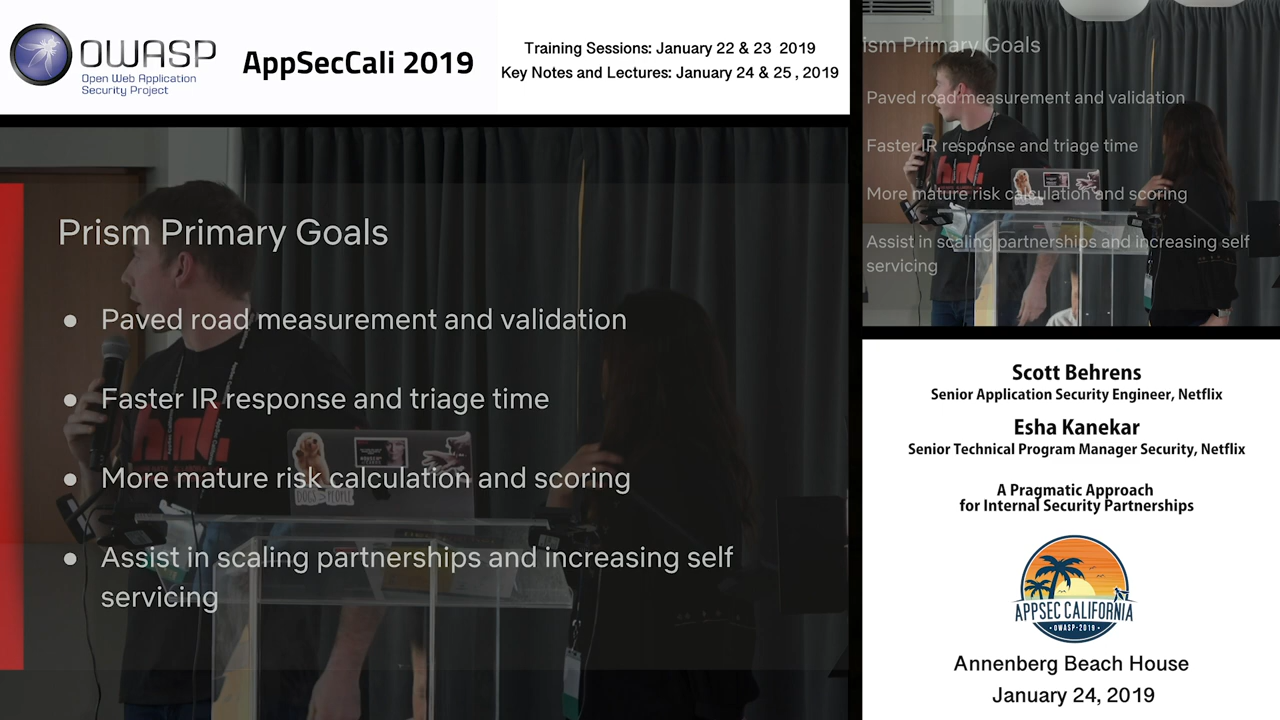 OWASP
Open Web Application
Security Project
AppSecCali 2019
Training Sessions: January 22 & 23 2019
Key Notes and Lectures: January 24 & 25 , 2019
Prism Primary Goals
● Paved road measurement and validation
● Faster IR response and triage time
● More mature risk calculation and scoring
● Assist in scaling partnerships and increasing self
servicing
DOGS > PEOPLE
ism Primary Goals
Paved road measurement and validation
Faster IR response and triage time
More mature risk calculation and scoring
Assist in scaling partnerships and increasing self
servicing
Scott Behrens
Senior Application Security Engineer, Netflix
Esha Kanekar
Senior Technical Program Manager Security, Netflix
A Pragmatic Approach
for Internal Security Partnerships
APPSEC CALIFORNIA
• OWASP-2019 •
Annenberg Beach House
January 24, 2019